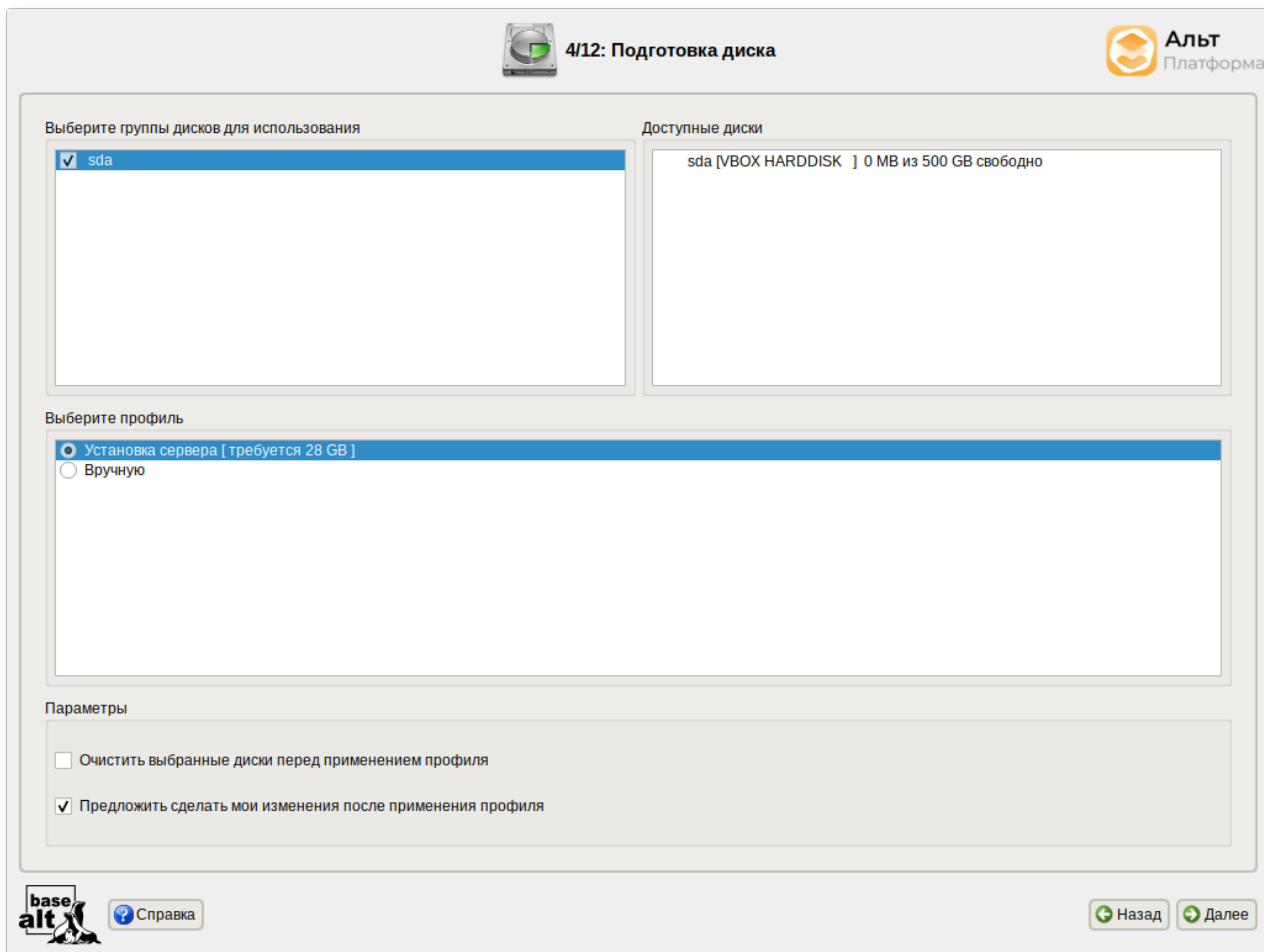 4/12: Подготовка диска
Альт
Платформа
Выберите группы дисков для использования
Доступные диски
sda
sda [VBOX HARDDISK ] 0 MB из 500 GB свободно
Выберите профиль
Установка сервера [ требуется 28 GB ]
Вручную
Параметры
Очистить выбранные диски перед применением профиля
Предложить сделать мои изменения после применения профиля
base
alt
Справка
Назад
Далее